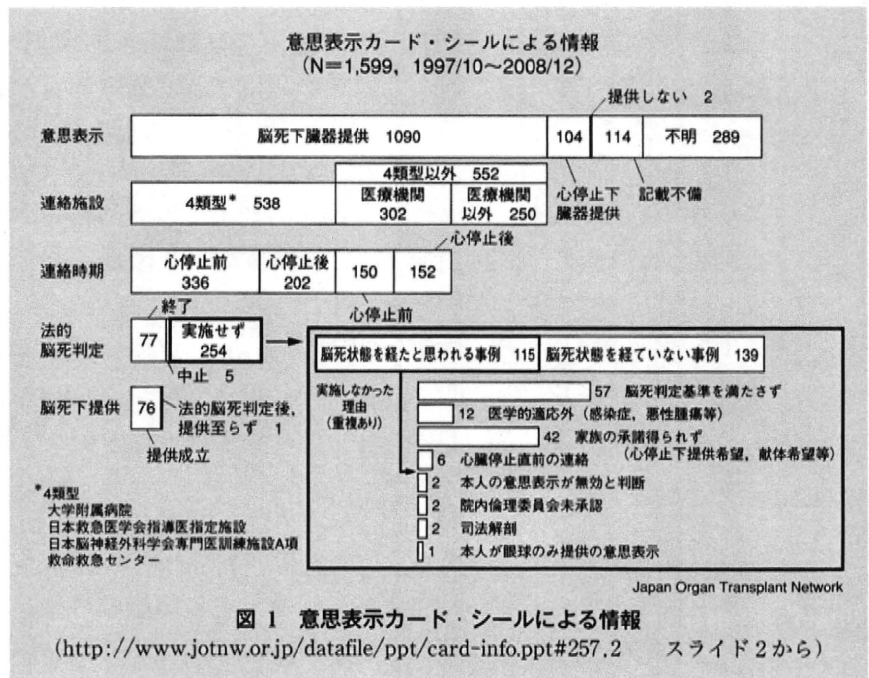 意思表示カード・シールによる情報
(N=1,599, 1997/10～2008/12)
提供しない 2
意思表示
脳死下臓器提供 1090
104
114
不明 289
心停止下
臓器提供
記載不備
連絡施設
4類型* 538
4類型以外 552
医療機関
302
医療機関
以外 250
心停止後
連絡時期
心停止前
336
心停止後
202
150
152
心停止前
終了
法的
脳死判定
77
実施せず
254
中止 5
脳死下提供
76
法的脳死判定後,
提供至らず 1
提供成立
脳死状態を経たと思われる事例 115
脳死状態を経ていない事例 139
実施しなかった
理由
(重複あり)
57 脳死判定基準を満たさず
12 医学的適応外(感染症, 悪性腫瘍等)
42 家族の承諾得られず
(心停止下提供希望, 献体希望等)
6 心臓停止直前の連絡
2 本人の意思表示が無効と判断
2 院内倫理委員会未承認
2 司法解剖
1 本人が眼球のみ提供の意思表示
*4類型
大学附属病院
日本救急医学会指導医指定施設
日本脳神経外科学会専門医訓練施設A項
救命救急センター
Japan Organ Transplant Network
図 1 意思表示カード・シールによる情報
(http://www.jotnw.or.jp/datafile/ppt/card-info.ppt#257,2 スライド2から)